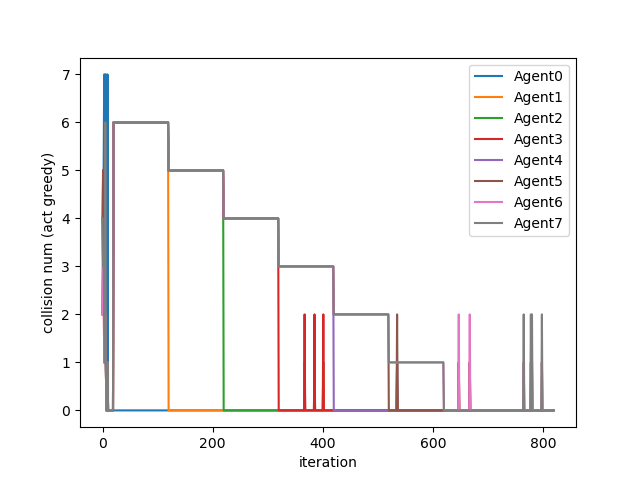 7
6
5
4
3
2
1
0
collision num (act greedy)
Agent0
Agent1
Agent2
Agent3
Agent4
Agent5
Agent6
Agent7
0 200 400 600 800
iteration